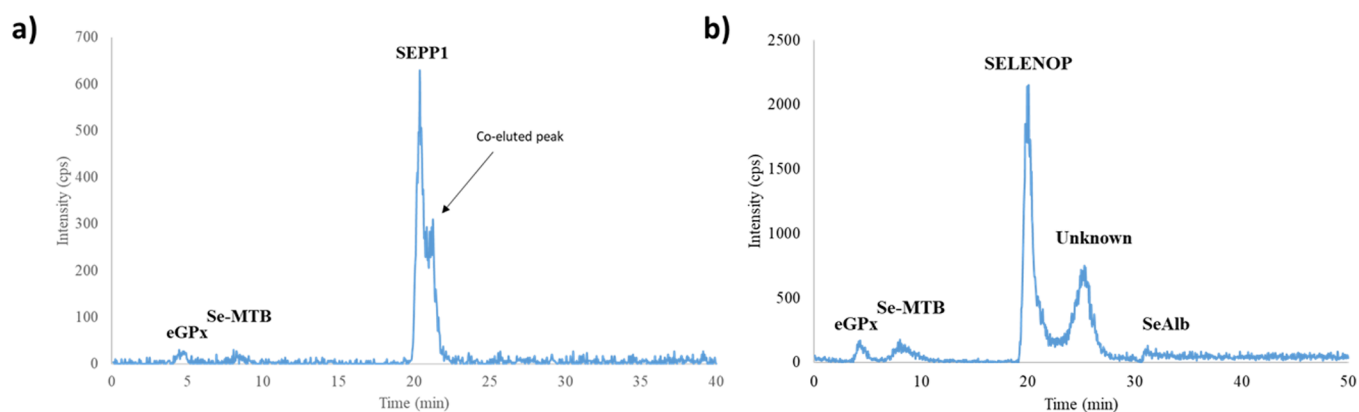 a)
700
600
500
400
300
200
100
0
Intensity (cps)
SEPP1
Co-eluted peak
Se-MTB
eGPx
0 5 10 15 20 25 30 35 40
Time (min)
b)
2500
2000
1500
1000
500
0
Intensity (cps)
SELENOP
Unknown
Se-MTB
eGPx
SeAlb
0 10 20 30 40 50
Time (min)